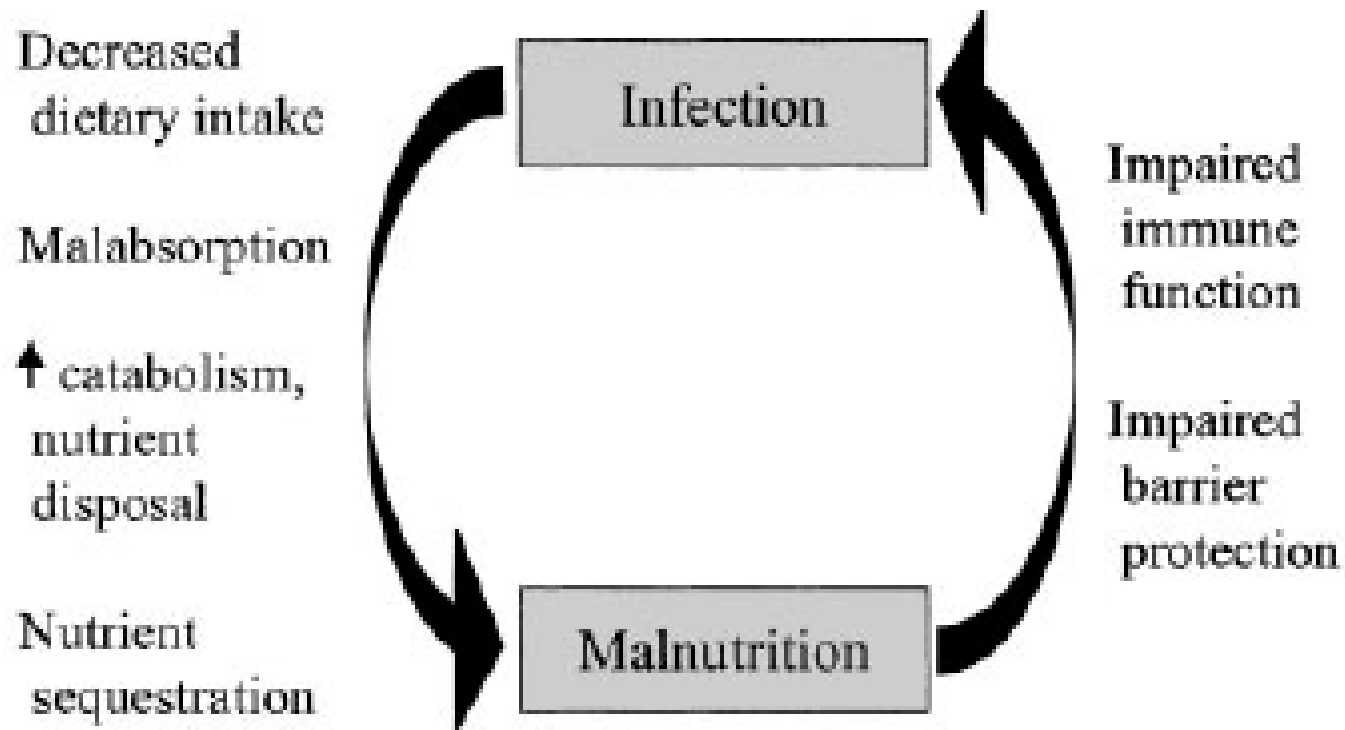 Decreased
dietary intake
Malabsorption
↑ catabolism,
nutrient
disposal
Nutrient
sequestration
Infection
Malnutrition
Impaired
immune
function
Impaired
barrier
protection